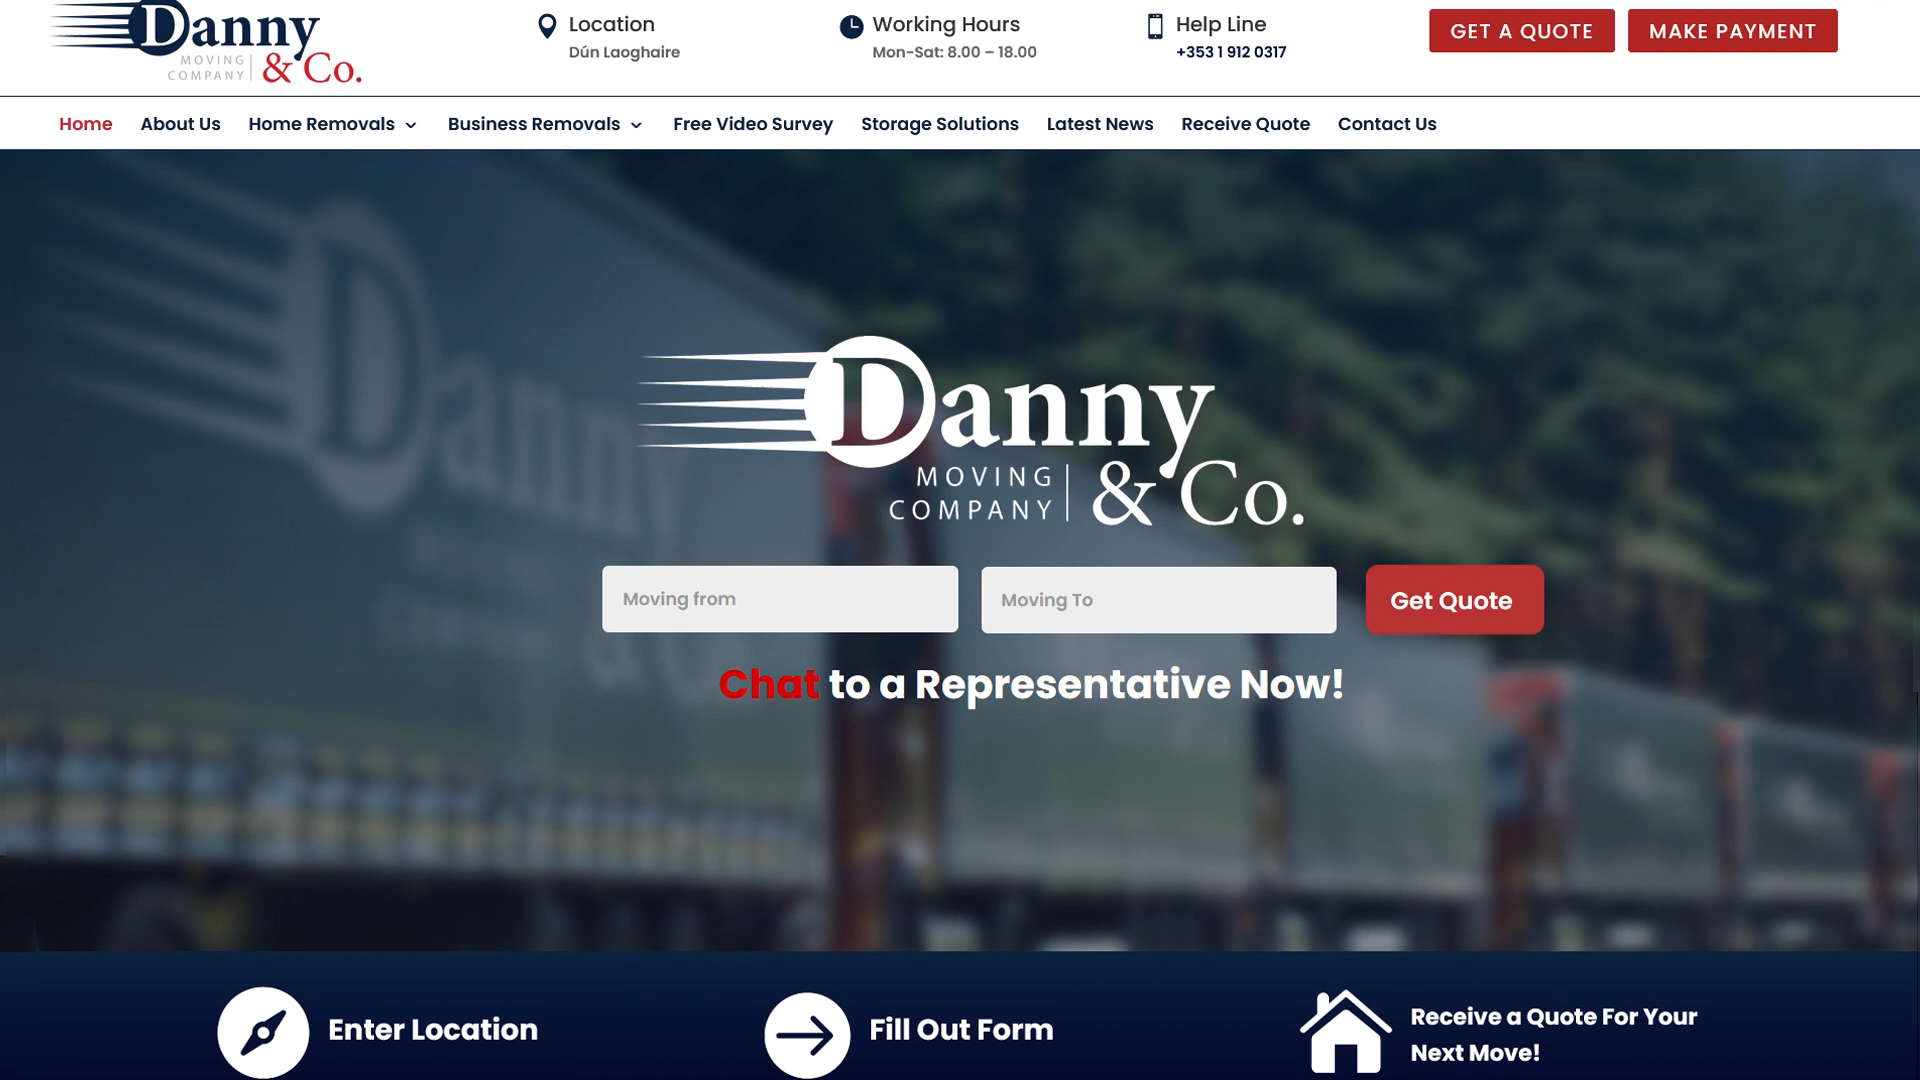 Danny
MOVING
COMPANY
& Co.
Location
Dún Laoghaire
Working Hours
Mon-Sat: 8.00 – 18.00
Help Line
+353 1 912 0317
GET A QUOTE
MAKE PAYMENT
Home
About Us
Home Removals
Business Removals
Free Video Survey
Storage Solutions
Latest News
Receive Quote
Contact Us
Danny
Danny
MOVING
COMPANY
& Co.
Moving from
Moving To
Get Quote
Chat to a Representative Now!
Enter Location
Fill Out Form
Receive a Quote For Your
Next Move!